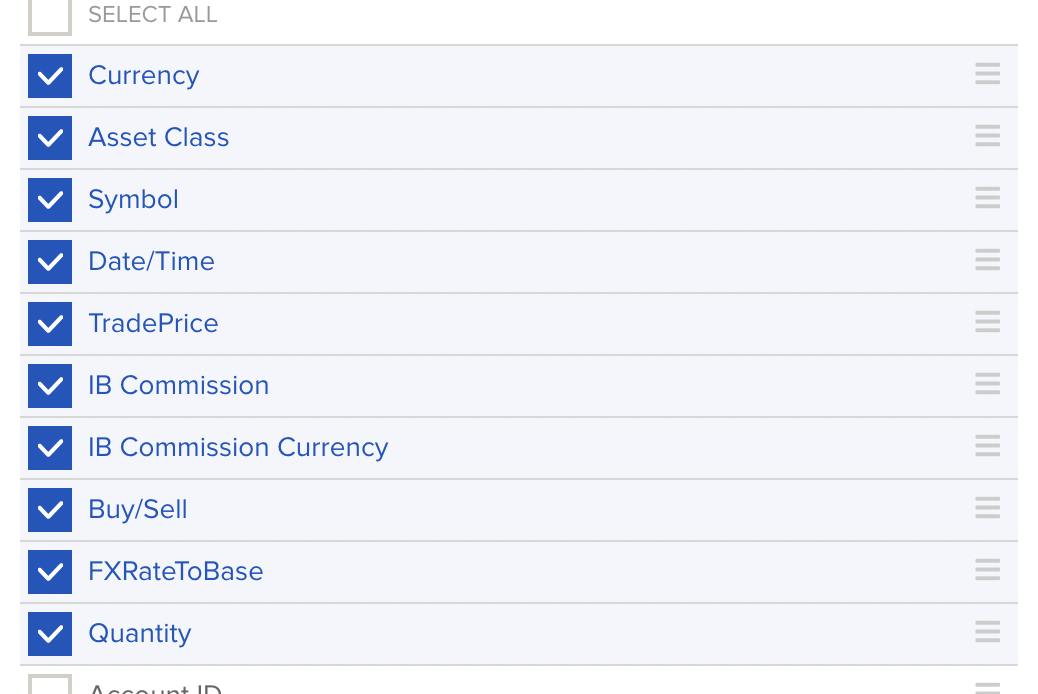 SELECT ALL
Currency
Asset Class
Symbol
Date/Time
TradePrice
IB Commission
IB Commission Currency
Buy/Sell
FXRateToBase
Quantity
Account ID